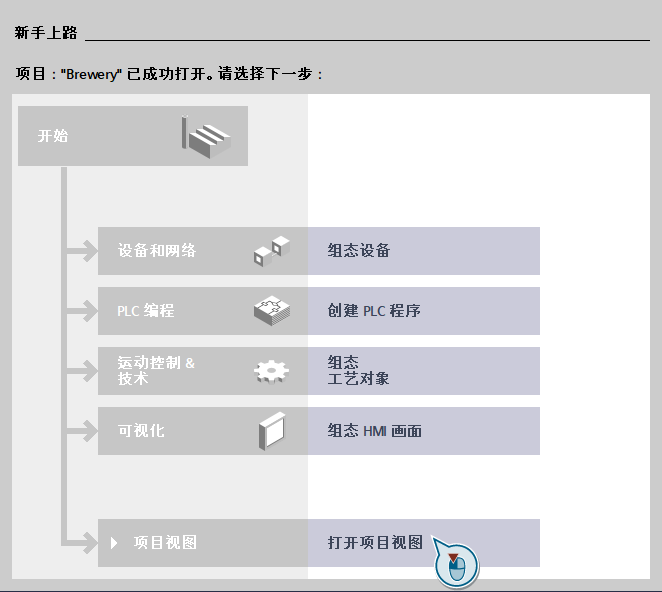 新手上路
项目："Brewery" 已成功打开。请选择下一步：
开始
设备和网络
组态设备
PLC 编程
创建 PLC 程序
运动控制 &
技术
组态
工艺对象
可视化
组态 HMI 画面
项目视图
打开项目视图